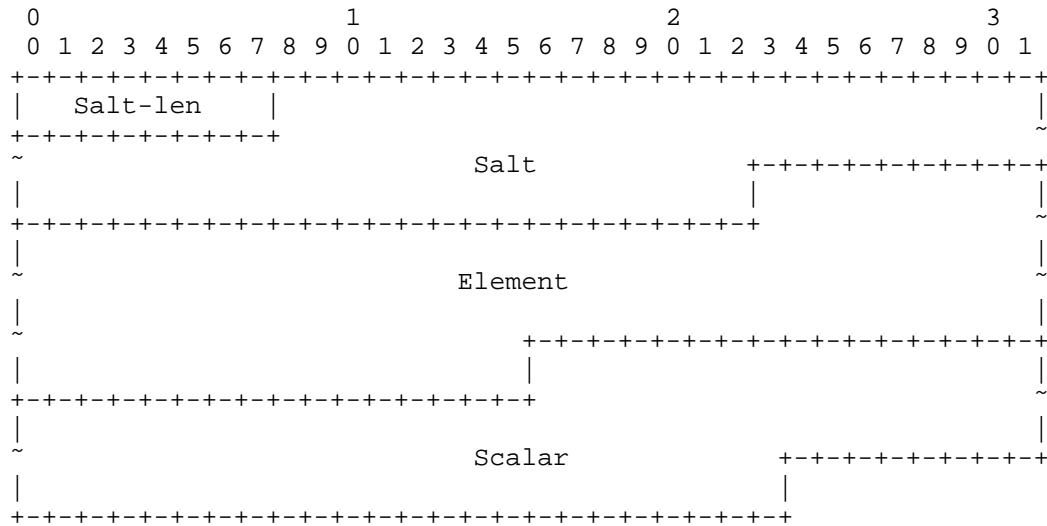 0                   1                   2                   3
0 1 2 3 4 5 6 7 8 9 0 1 2 3 4 5 6 7 8 9 0 1 2 3 4 5 6 7 8 9 0 1
+-+-+-+-+-+-+-+-+-+-+-+-+-+-+-+-+-+-+-+-+-+-+-+-+-+-+-+-+-+-+-+-+
|   Salt-len    |                                               |
+-+-+-+-+-+-+-+-+                                               ~
~                            Salt             +-+-+-+-+-+-+-+-+-+
|                                             |                 |
+-+-+-+-+-+-+-+-+-+-+-+-+-+-+-+-+-+-+-+-+-+-+-+                 ~
|                                                               |
~                           Element                             ~
|                                                               |
~                               +-+-+-+-+-+-+-+-+-+-+-+-+-+-+-+-+
|                               |                               |
+-+-+-+-+-+-+-+-+-+-+-+-+-+-+-+-+                               ~
|                                                               |
~                            Scalar             +-+-+-+-+-+-+-+-+
|                                               |
+-+-+-+-+-+-+-+-+-+-+-+-+-+-+-+-+-+-+-+-+-+-+-+-+